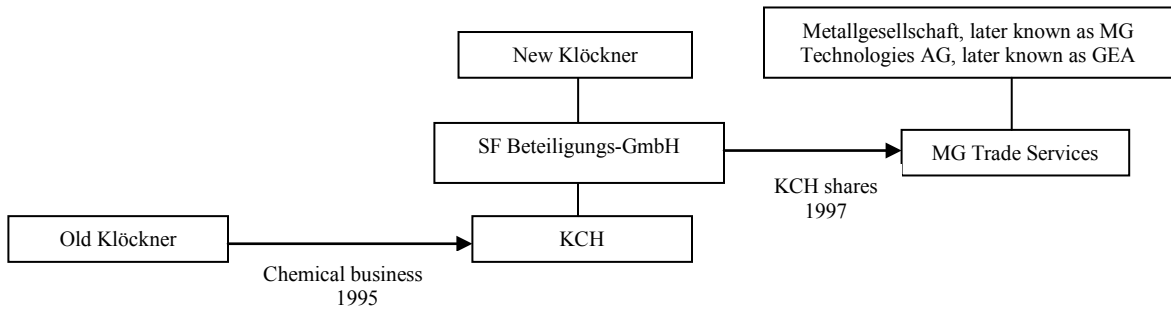 Metallgesellschaft, later known as MG
Technologies AG, later known as GEA
New Klöckner
SF Beteiligungs-GmbH
MG Trade Services
KCH shares
1997
Old Klöckner
KCH
Chemical business
1995